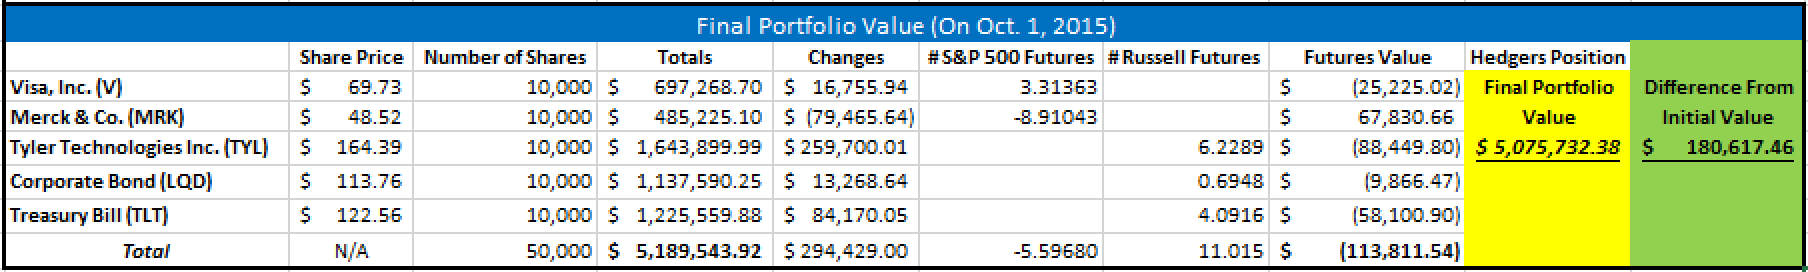 Final Portfolio Value (On Oct. 1, 2015)
Share Price Number of Shares Totals Changes #S&P 500 Futures #Russell Futures Futures Value Hedgers Position
Visa, Inc. (V) $ 69.73 10,000 $ 697,268.70 $ 16,755.94 3.31363 $ (25,225.02) Final Portfolio Difference From
Merck & Co. (MRK) $ 48.52 10,000 $ 485,225.10 $ (79,465.64) -8.91043 $ 67,830.66 Value Initial Value
Tyler Technologies Inc. (TYL) $ 164.39 10,000 $ 1,643,899.99 $ 259,700.01 6.2289 $ (88,449.80) $ 5,075,732.38 $ 180,617.46
Corporate Bond (LQD) $ 113.76 10,000 $ 1,137,590.25 $ 13,268.64 0.6948 $ (9,866.47)
Treasury Bill (TLT) $ 122.56 10,000 $ 1,225,559.88 $ 84,170.05 4.0916 $ (58,100.90)
Total N/A 50,000 $ 5,189,543.92 $ 294,429.00 -5.59680 11.015 $ (113,811.54)